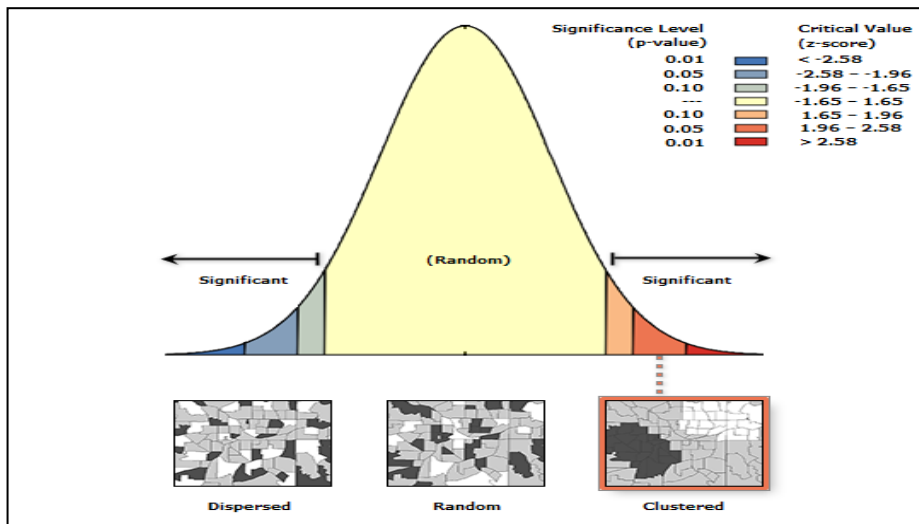 Significance Level Critical Value
(p-value) (z-score)
0.01 < -2.58
0.05 -2.58 – -1.96
0.10 -1.96 – -1.65
--- -1.65 – 1.65
0.10 1.65 – 1.96
0.05 1.96 – 2.58
0.01 > 2.58
Significant (Random) Significant
Dispersed Random Clustered